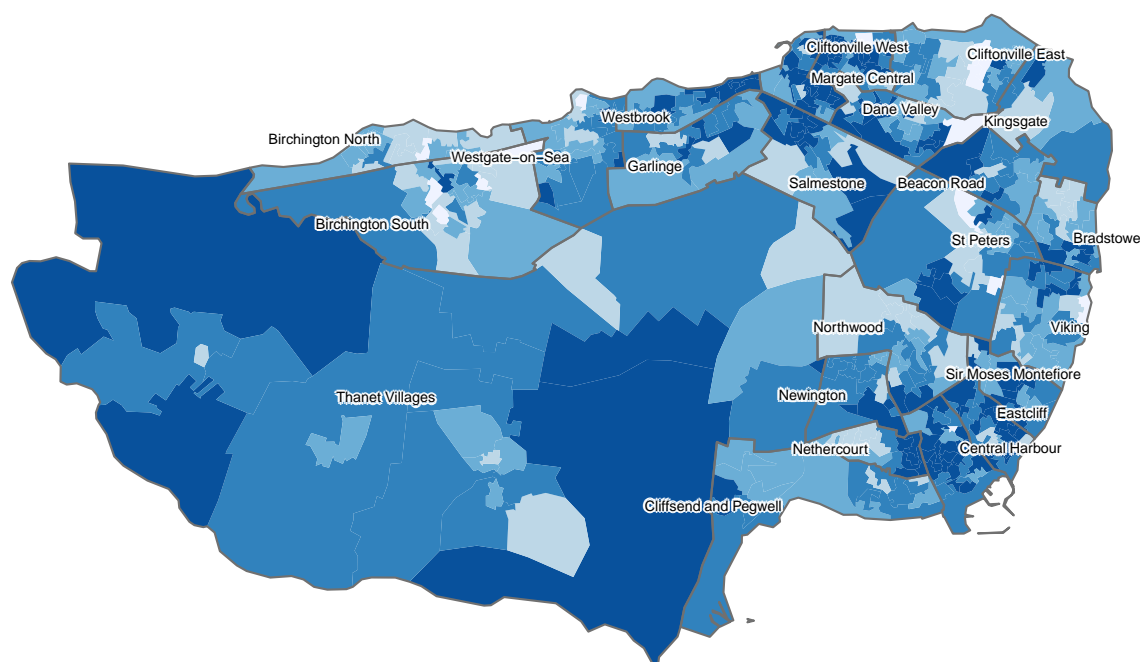 Cliftonville West
Cliftonville East
Margate Central
Dane Valley
Westbrook
Kingsgate
Birchington North
Westgate-on-Sea
Garlinge
Salmestone
Beacon Road
Birchington South
St Peters
Bradstowe
Northwood
Viking
Sir Moses Montefiore
Thanet Villages
Newington
Eastcliff
Nethercourt
Central Harbour
Cliffsend and Pegwell